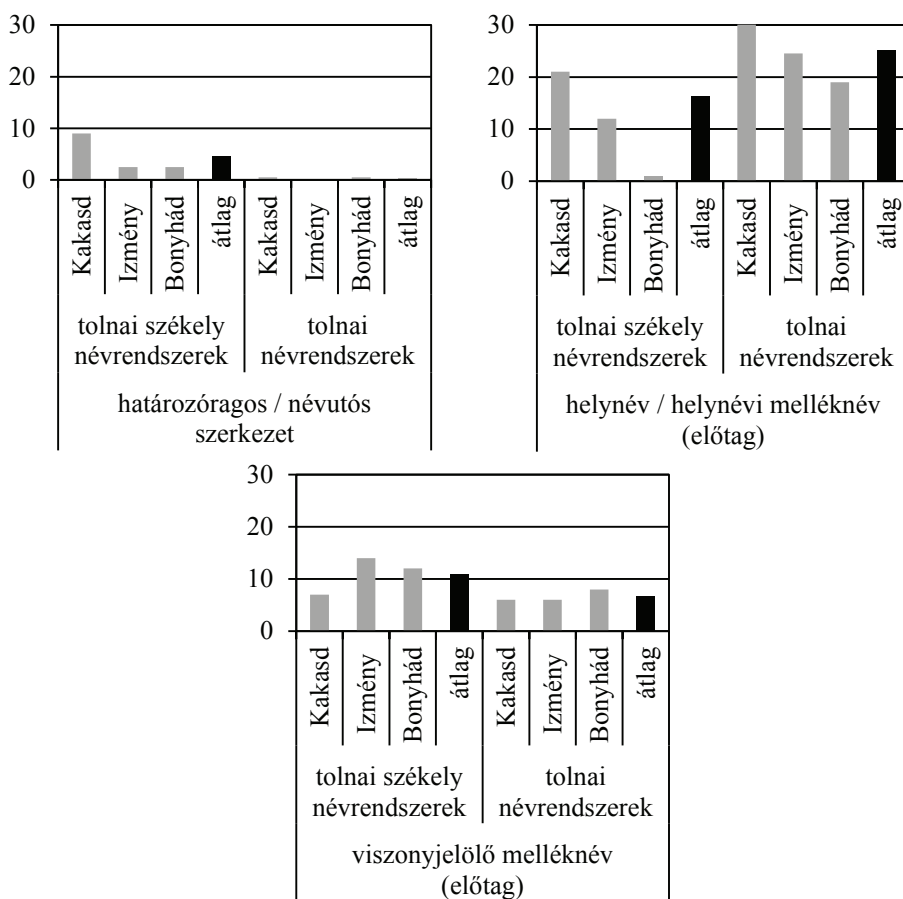 30
20
10
0
Kakasd
Izmény
Bonyhád
átlag
Kakasd
Izmény
Bonyhád
átlag
tolnai székely
névrendszerek
tolnai
névrendszerek
határozóragos / névutós
szerkezet
30
20
10
0
Kakasd
Izmény
Bonyhád
átlag
Kakasd
Izmény
Bonyhád
átlag
tolnai székely
névrendszerek
tolnai
névrendszerek
helynév / helynévi melléknév
(előtag)
30
20
10
0
Kakasd
Izmény
Bonyhád
átlag
Kakasd
Izmény
Bonyhád
átlag
tolnai székely
névrendszerek
tolnai
névrendszerek
viszonyjelölő melléknév
(előtag)